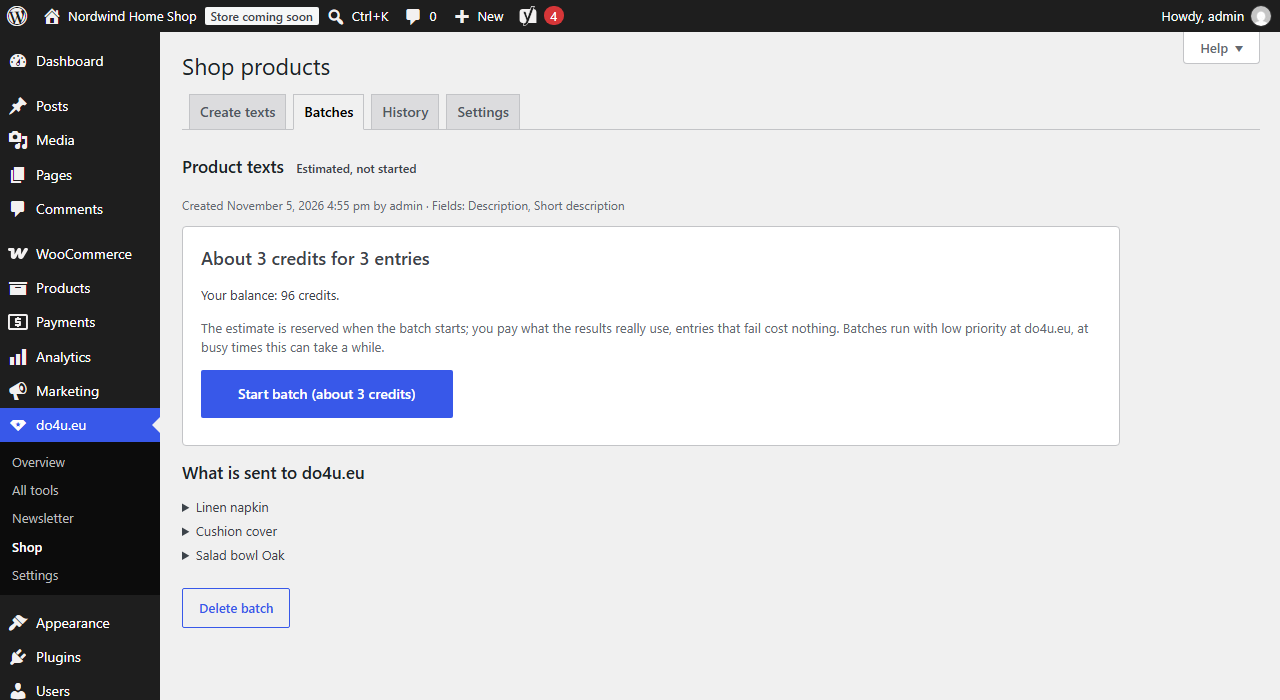 Nordwind Home Shop Store coming soon Ctrl+K 0 New 4 Howdy, admin
Help
Dashboard
Posts
Media
Pages
Comments
WooCommerce
Products
Payments
Analytics
Marketing
do4u.eu
Overview
All tools
Newsletter
Shop
Settings
Appearance
Plugins
Users
Shop products
Create texts Batches History Settings
Product texts Estimated, not started
Created November 5, 2026 4:55 pm by admin · Fields: Description, Short description
About 3 credits for 3 entries
Your balance: 96 credits.
The estimate is reserved when the batch starts; you pay what the results really use, entries that fail cost nothing. Batches run with low priority at do4u.eu, at
busy times this can take a while.
Start batch (about 3 credits)
What is sent to do4u.eu
Linen napkin
Cushion cover
Salad bowl Oak
Delete batch